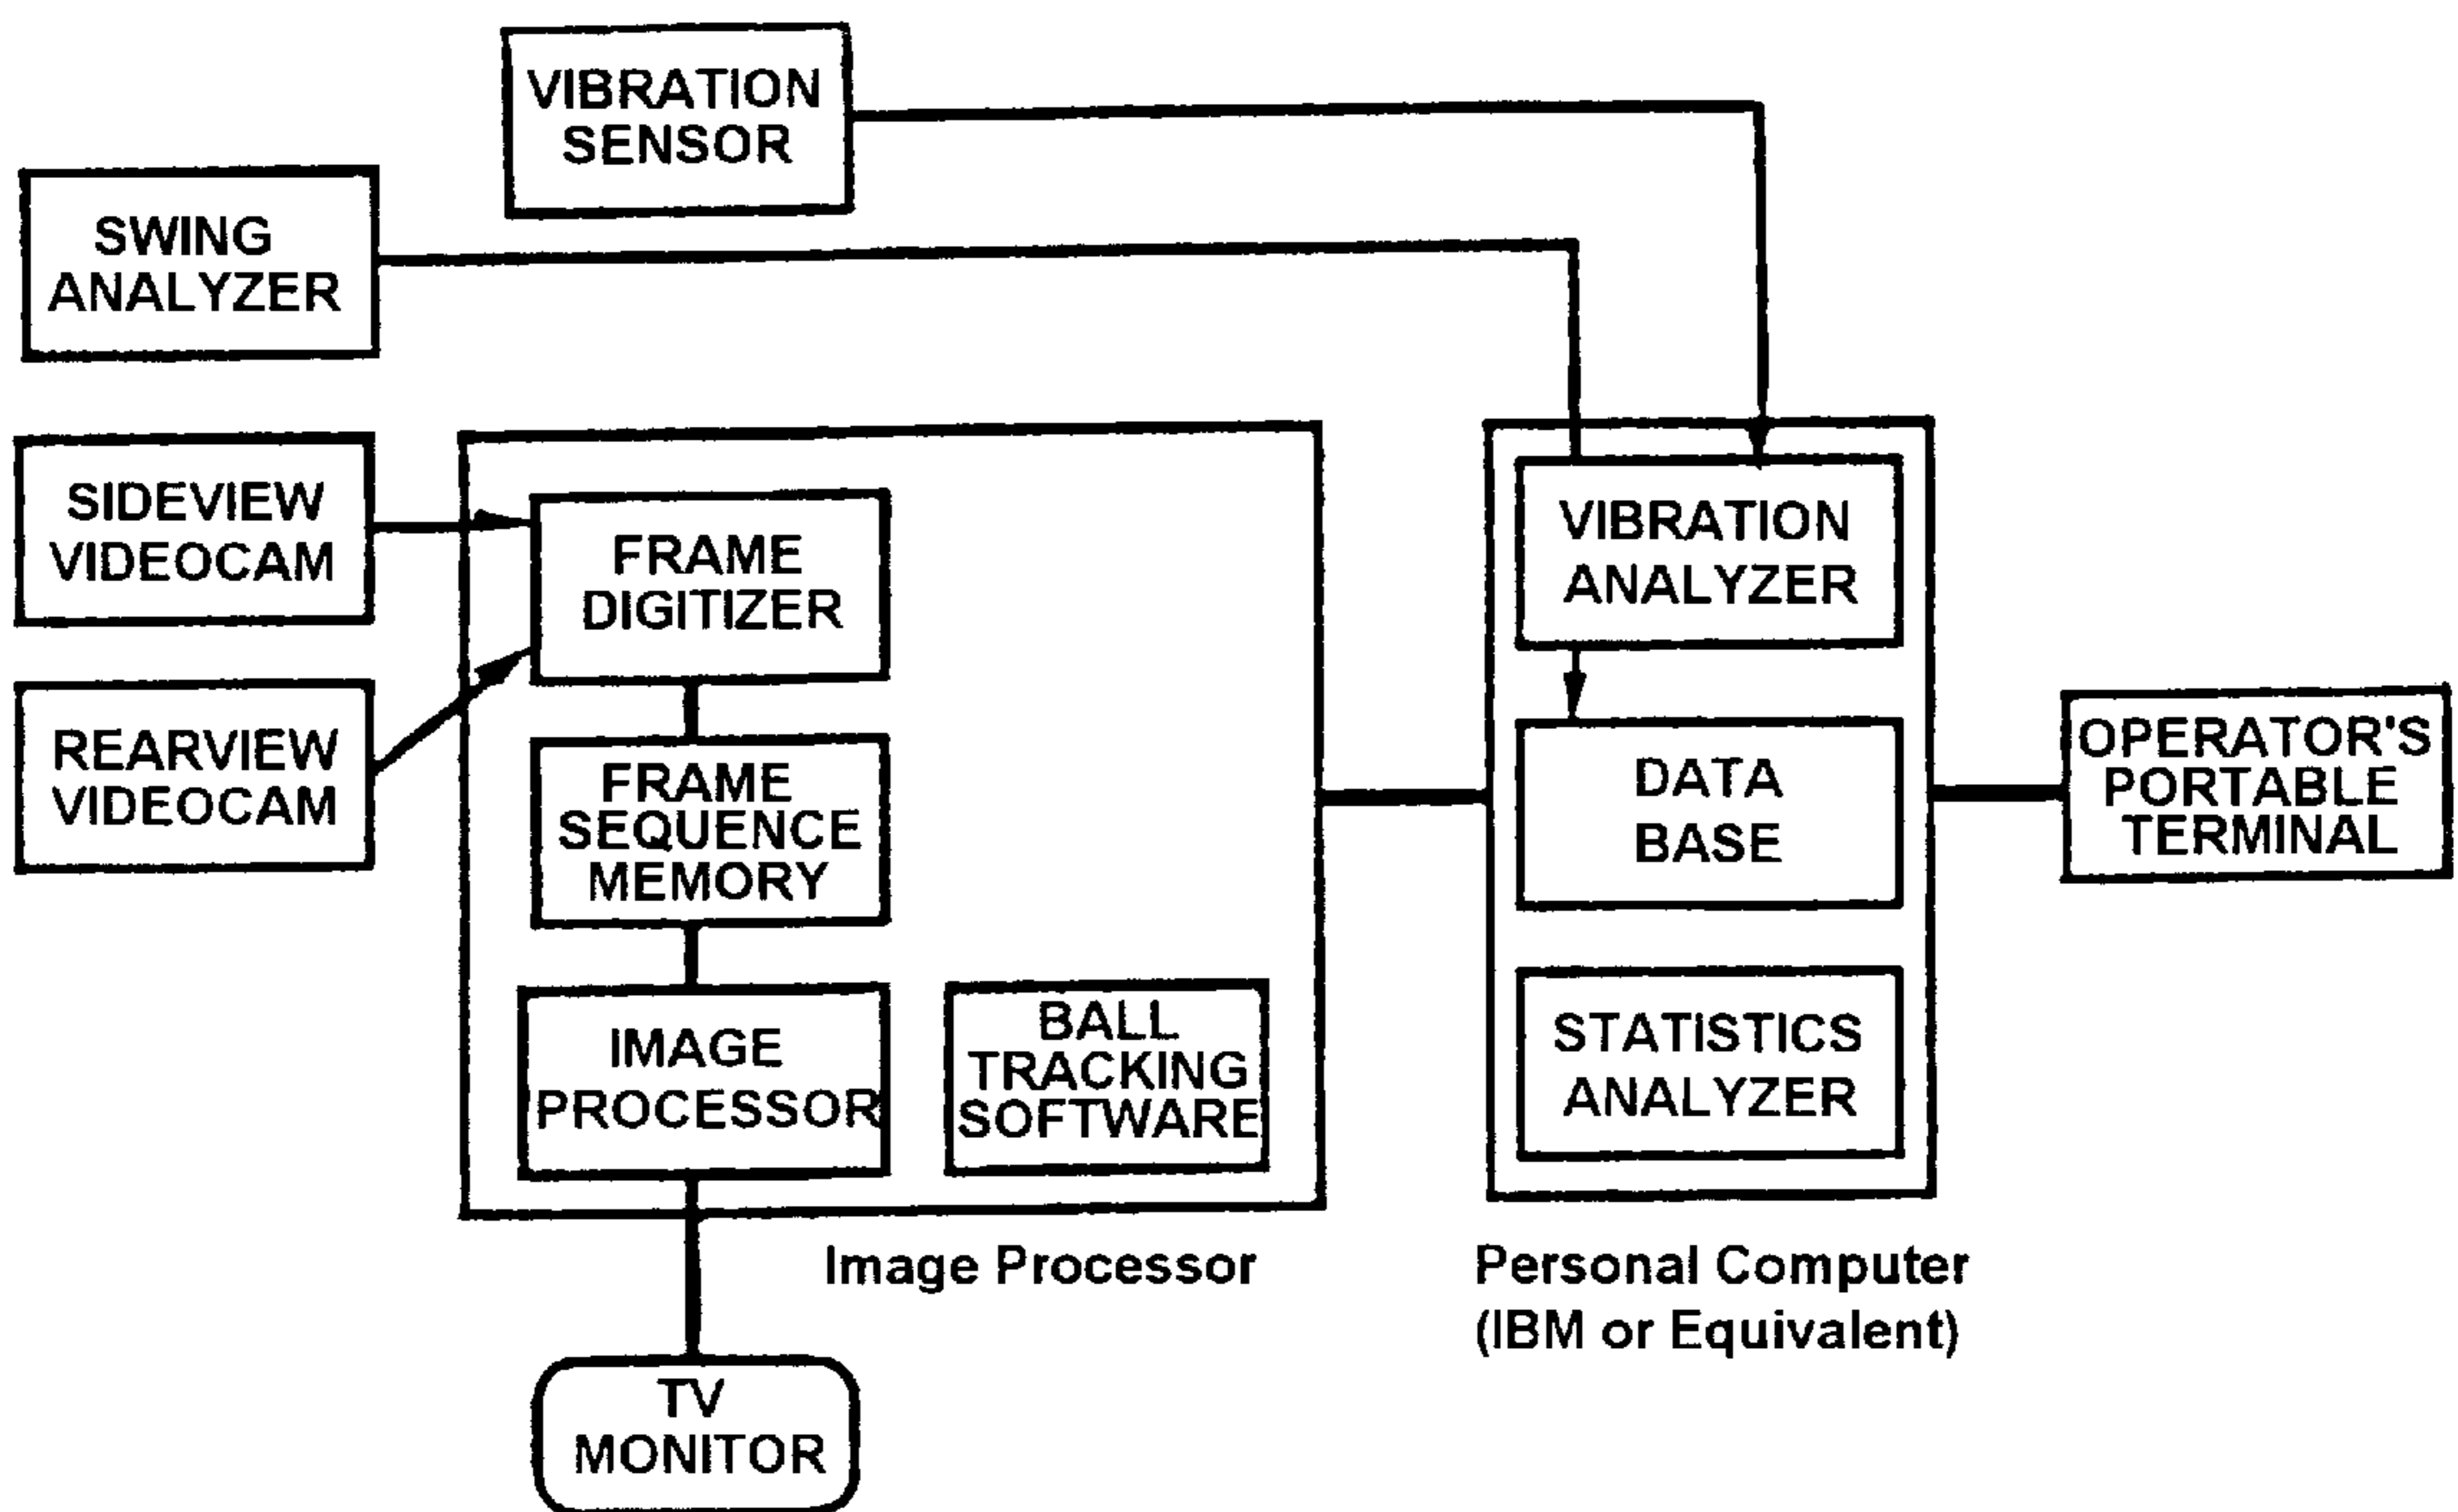 VIBRATION
SENSOR
SWING
ANALYZER
SIDEVIEW
VIDEOCAM
FRAME
DIGITIZER
VIBRATION
ANALYZER
REARVIEW
VIDEOCAM
FRAME
SEQUENCE
MEMORY
DATA
BASE
OPERATOR'S
PORTABLE
TERMINAL
IMAGE
PROCESSOR
BALL
TRACKING
SOFTWARE
STATISTICS
ANALYZER
Image Processor
Personal Computer
(IBM or Equivalent)
TV
MONITOR